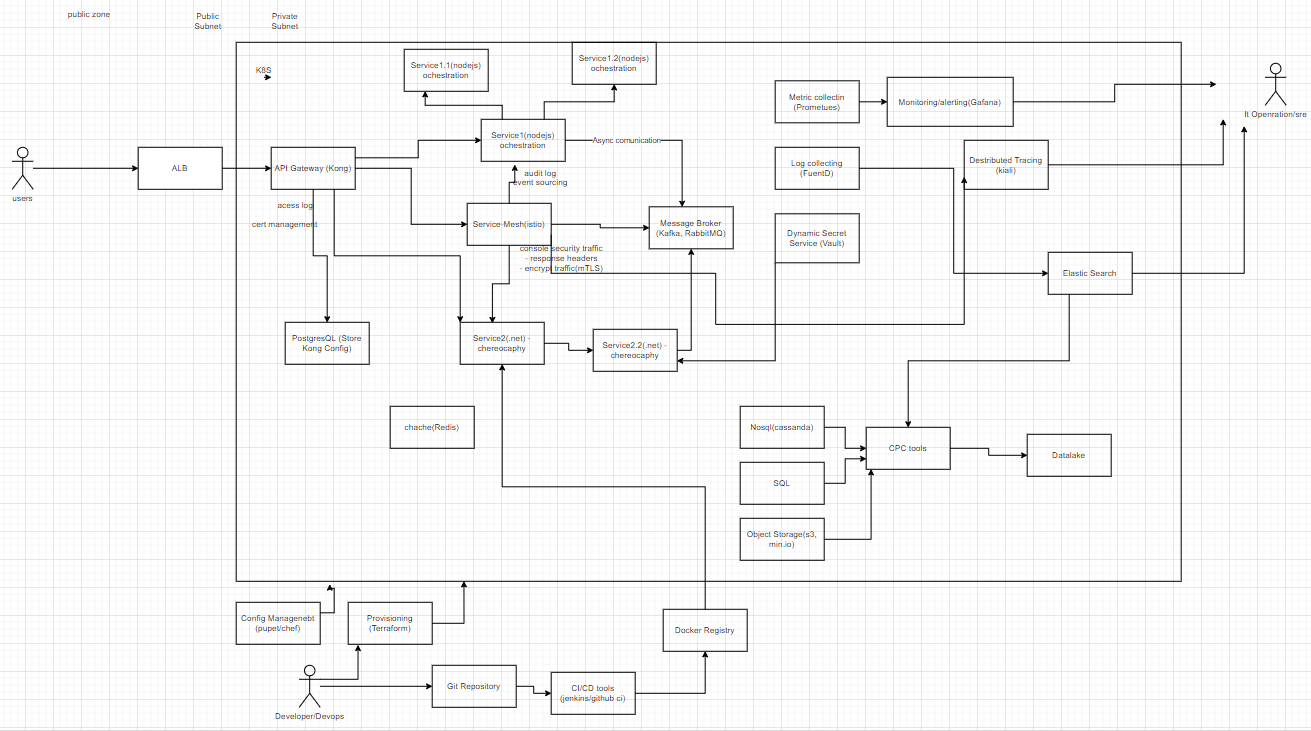 public zone
Public
Subnet
Private
Subnet
K8S
Service1.1(nodejs)
ochestration
Service1.2(nodejs)
ochestration
Metric collectin
(Prometues)
Monitoring/alerting(Gafana)
It Openration/sre
Service1(nodejs)
ochestration
Async comunication
users
ALB
API Gateway (Kong)
Log collecting
(FuentD)
Destributed Tracing
(kiali)
audit log
event sourcing
acess log
cert management
Service-Mesh(istio)
Message Broker
(Kafka, RabbitMQ)
Dynamic Secret
Service (Vault)
console security traffic
- response headers
- encrypt traffic(mTLS)
Elastic Search
PostgresQL (Store
Kong Config)
Service2(.net) -
chereocaphy
Service2.2(.net) -
chereocaphy
chache(Redis)
Nosql(cassanda)
CPC tools
Datalake
SQL
Object Storage(s3,
min.io)
Config Managenebt
(pupet/chef)
Provisioning
(Terraform)
Docker Registry
Developer/Devops
Git Repository
CI/CD tools
(jenkins/github ci)